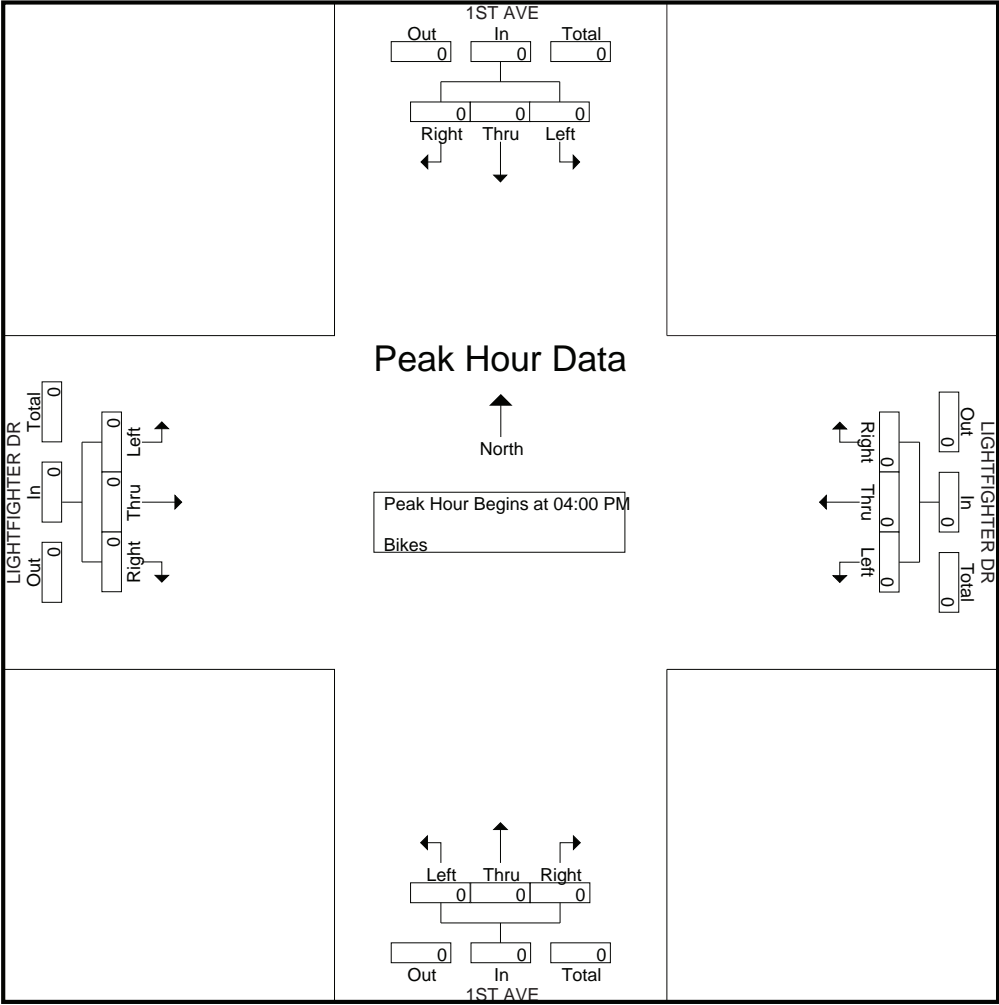 1ST AVE
Out In Total
0 0 0
0 0 0
Right Thru Left
Peak Hour Data
North
Peak Hour Begins at 04:00 PM
Bikes
LIGHTFIGHTER DR
Out In Total
0 0 0
0 0 0
Right Thru Left
LIGHTFIGHTER DR
Out In Total
0 0 0
0 0 0
Right Thru Left
Left Thru Right
0 0 0
0 0 0
Out In Total
1ST AVE